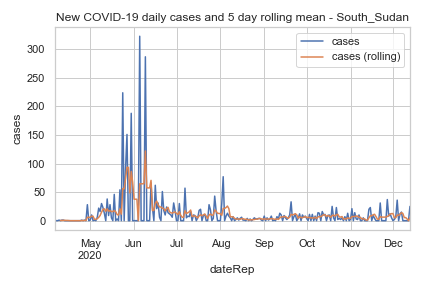 New COVID-19 daily cases and 5 day rolling mean - South_Sudan
cases
cases (rolling)
300
250
200
150
100
50
0
cases
May Jun Jul Aug Sep Oct Nov Dec
2020
dateRep